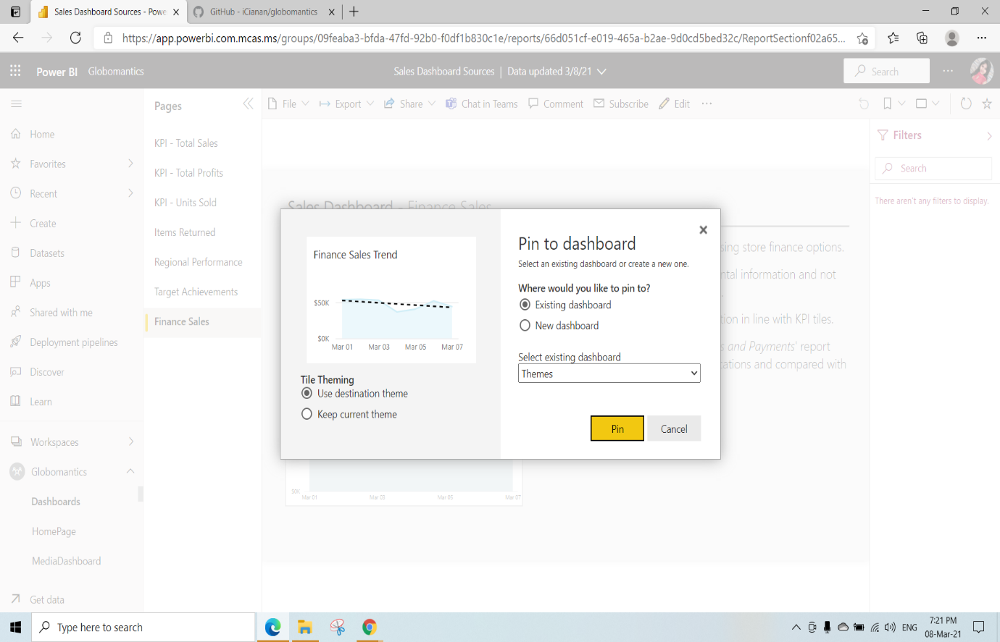 Sales Dashboard Sources - Powe
GitHub - iCianan/globomantics
https://app.powerbi.com.mcas.ms/groups/09feaba3-bfda-47fd-92b0-f0df1b830c1e/reports/66d051cf-e019-465a-b2ae-9d0cd5bed32c/ReportSectionf02a65...
Power BI Globomantics
Sales Dashboard Sources | Data updated 3/8/21
Search
Pages
File
Export
Share
Chat in Teams
Comment
Subscribe
Edit
Home
Favorites
Recent
Create
Datasets
Apps
Shared with me
Deployment pipelines
Discover
Learn
Workspaces
Globomantics
Dashboards
HomePage
MediaDashboard
Get data
KPI - Total Sales
KPI - Total Profits
KPI - Units Sold
Items Returned
Regional Performance
Target Achievements
Finance Sales
Filters
Search
There aren't any filters to display.
Sales Dashboard - Finance Sales
sing store finance options.
ntal information and not
tion in line with KPI tiles.
s and Payments' report
cations and compared with
Finance Sales Trend
$50K
$0K
Mar 01 Mar 03 Mar 05 Mar 07
Tile Theming
Use destination theme
Keep current theme
Pin to dashboard
Select an existing dashboard or create a new one.
Where would you like to pin to?
Existing dashboard
New dashboard
Select existing dashboard
Themes
Pin
Cancel
$0K
Mar 01 Mar 03 Mar 05 Mar 07
Type here to search
ENG
7:21 PM
08-Mar-21